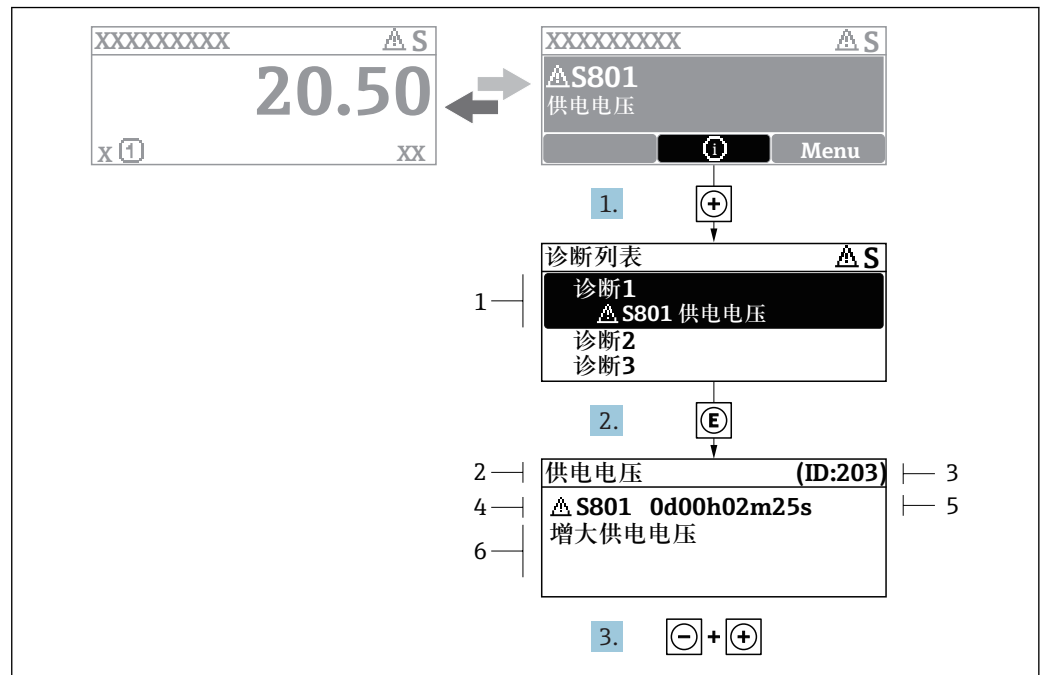 XXXXXXXXX S
20.50
X 1 XX
XXXXXXXXX S
S801
供电电压
i Menu
1. +
诊断列表 S
1
诊断1
S801 供电电压
诊断2
诊断3
2. E
2 供电电压 (ID:203) 3
4 S801 0d00h02m25s 5
6 增大供电电压
3. - + +